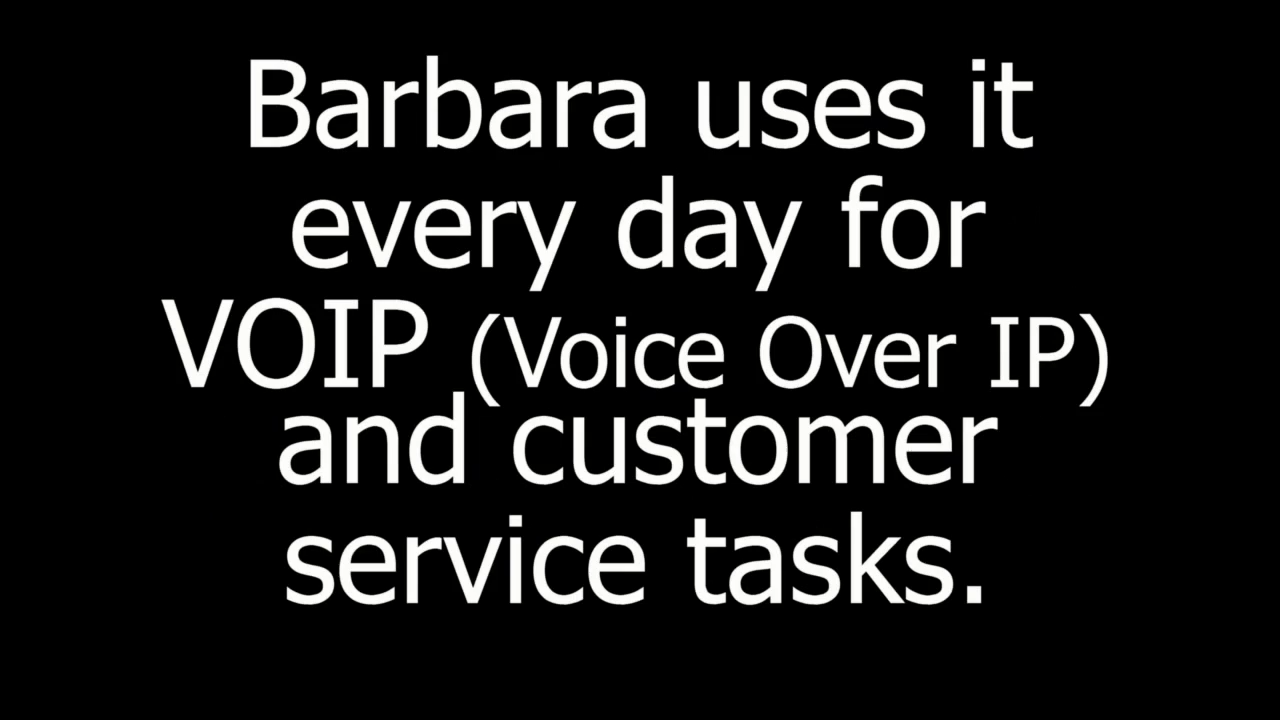 Barbara uses it
every day for
VOIP (Voice Over IP)
and customer
service tasks.